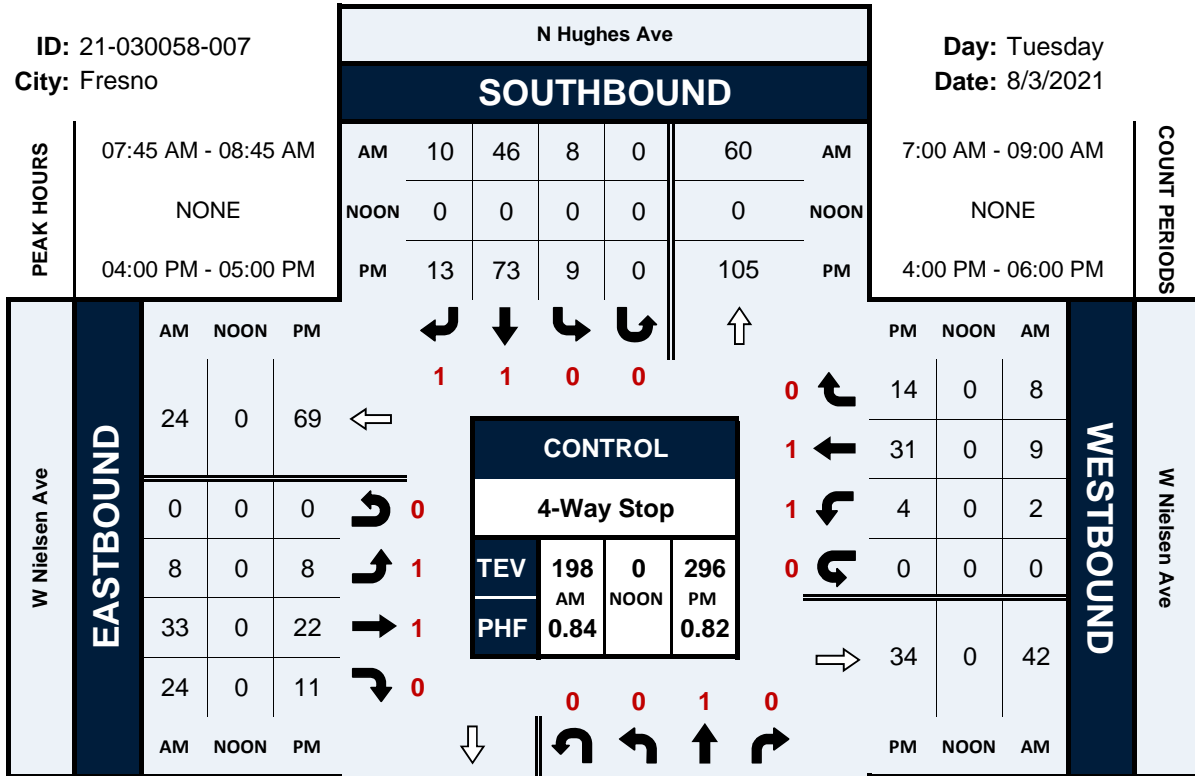 ID: 21-030058-007
City: Fresno
N Hughes Ave
SOUTHBOUND
Day: Tuesday
Date: 8/3/2021
PEAK HOURS
07:45 AM - 08:45 AM
NONE
04:00 PM - 05:00 PM
AM 10 46 8 0 60 AM
NOON 0 0 0 0 0 NOON
PM 13 73 9 0 105 PM
7:00 AM - 09:00 AM
NONE
4:00 PM - 06:00 PM
COUNT PERIODS
1 1 0 0
W Nielsen Ave
EASTBOUND
AM NOON PM
24 0 69
0 0 0 0
8 0 8 1
33 0 22 1
24 0 11 0
AM NOON PM
CONTROL
4-Way Stop
TEV 198 0 296
AM NOON PM
PHF 0.84 0.82
PM NOON AM
0 14 0 8
1 31 0 9
1 4 0 2
0 0 0 0
34 0 42
PM NOON AM
WESTBOUND
W Nielsen Ave
0 0 1 0